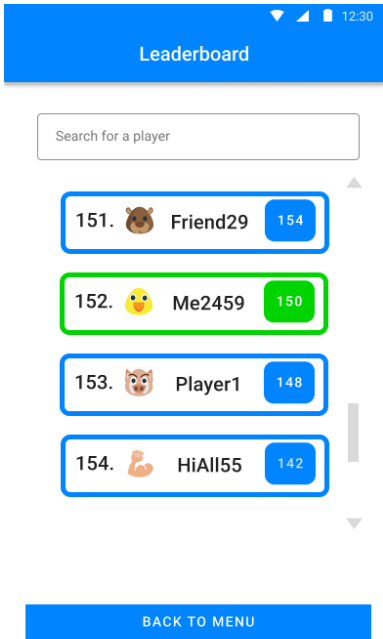 12:30
Leaderboard
Search for a player
151. Friend29 154
152. Me2459 150
153. Player1 148
154. HiAll55 142
BACK TO MENU